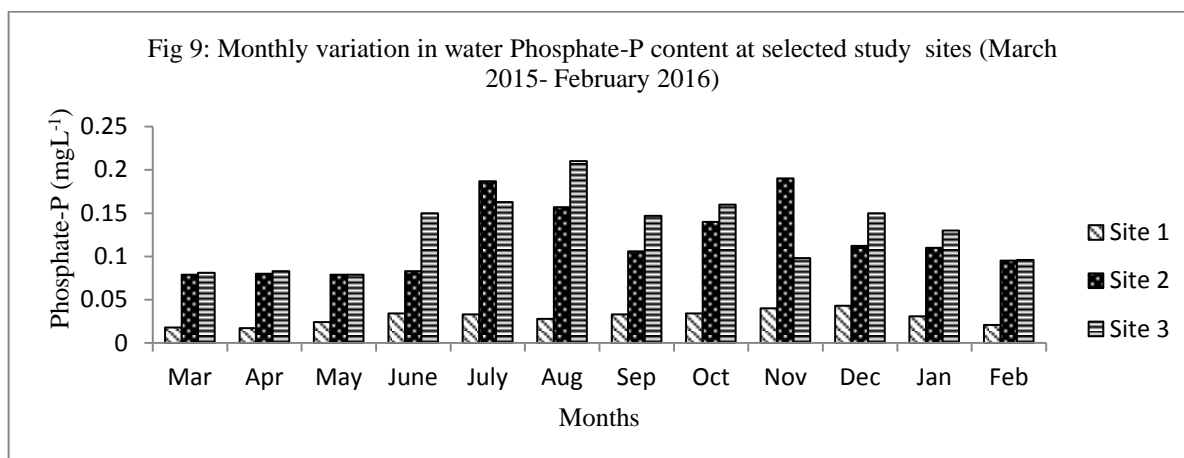 Fig 9: Monthly variation in water Phosphate-P content at selected study sites (March
2015- February 2016)
Phosphate-P (mgL-1)
0.25
0.2
0.15
0.1
0.05
0
Mar Apr May June July Aug Sep Oct Nov Dec Jan Feb
Months
Site 1
Site 2
Site 3